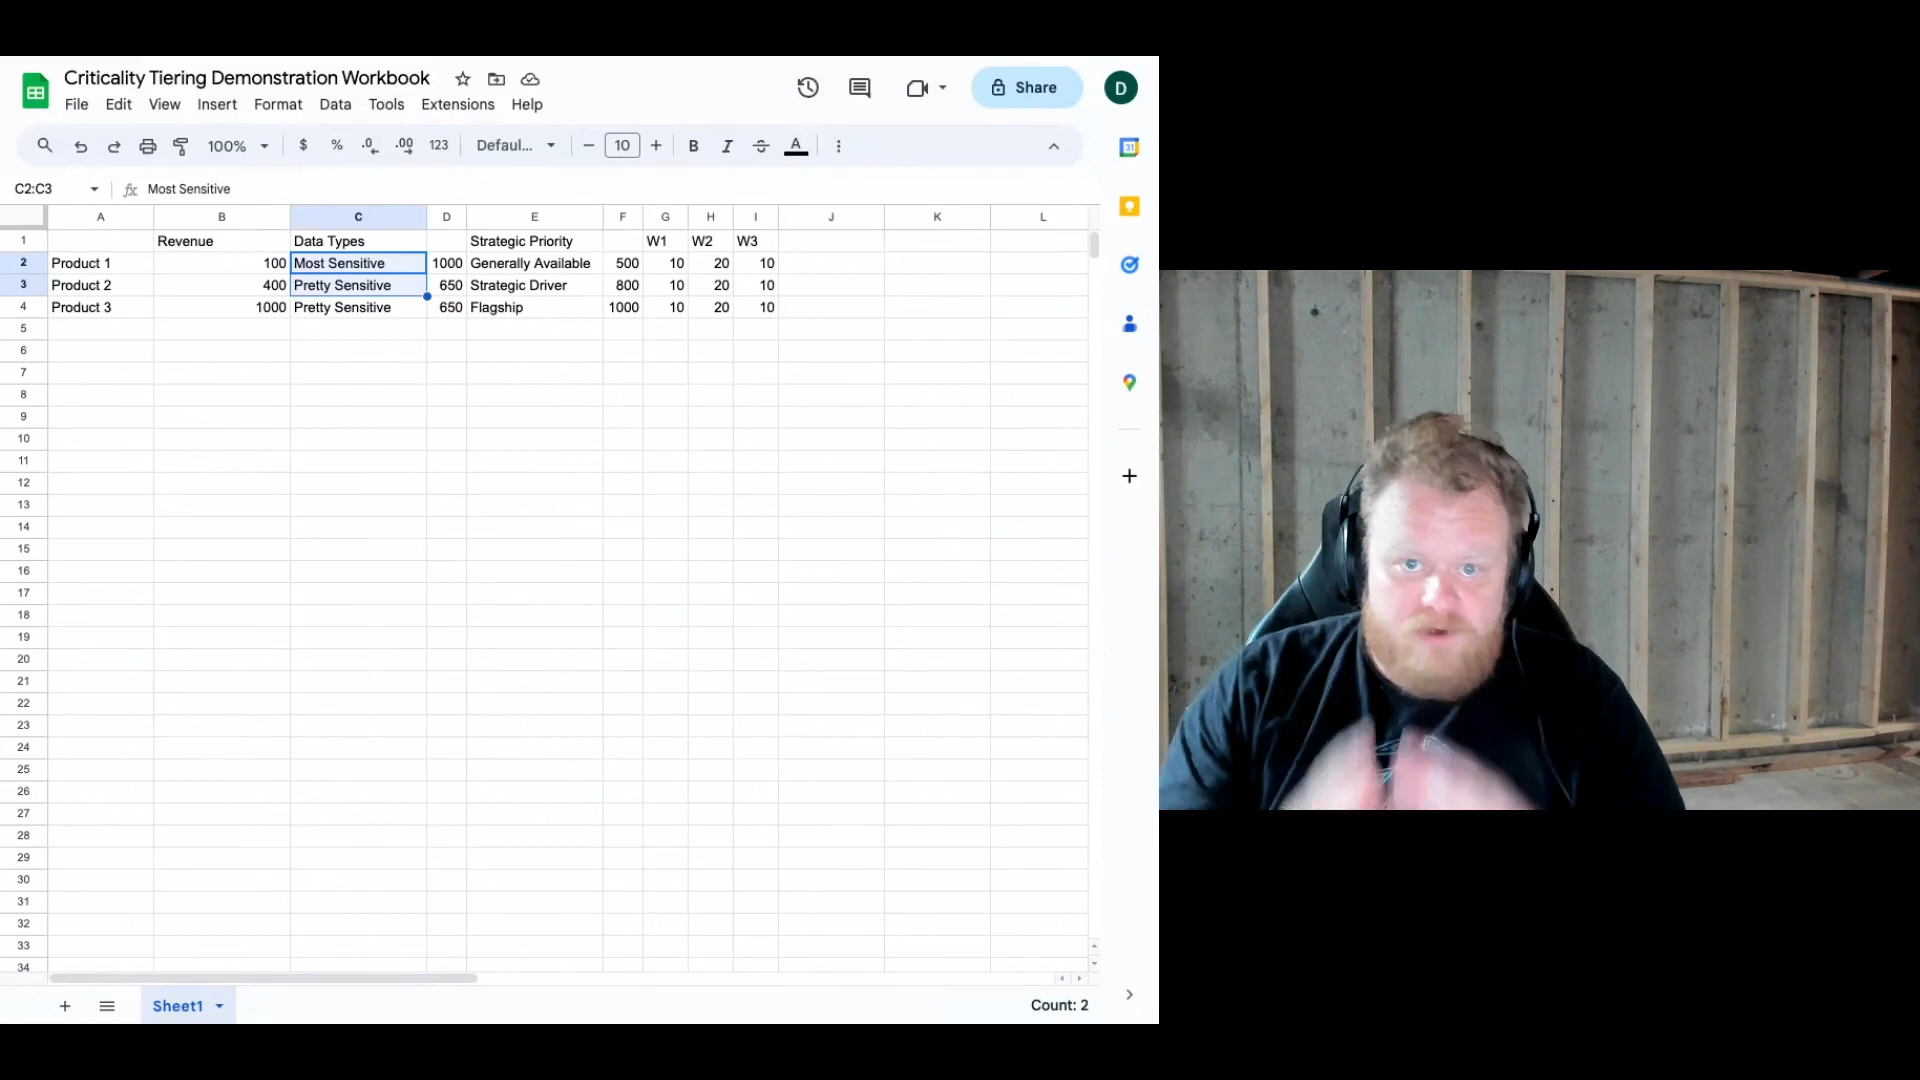 Criticality Tiering Demonstration Workbook
File Edit View Insert Format Data Tools Extensions Help
Share
D
100% $ % .0 .00 123 Defaul... 10 B I A
31
C2:C3 fx Most Sensitive
A B C D E F G H I J K L
1 Revenue Data Types Strategic Priority W1 W2 W3
2 Product 1 100 Most Sensitive 1000 Generally Available 500 10 20 10
3 Product 2 400 Pretty Sensitive 650 Strategic Driver 800 10 20 10
4 Product 3 1000 Pretty Sensitive 650 Flagship 1000 10 20 10
5
6
7
8
9
10
11
12
13
14
15
16
17
18
19
20
21
22
23
24
25
26
27
28
29
30
31
32
33
34
Sheet1 Count: 2